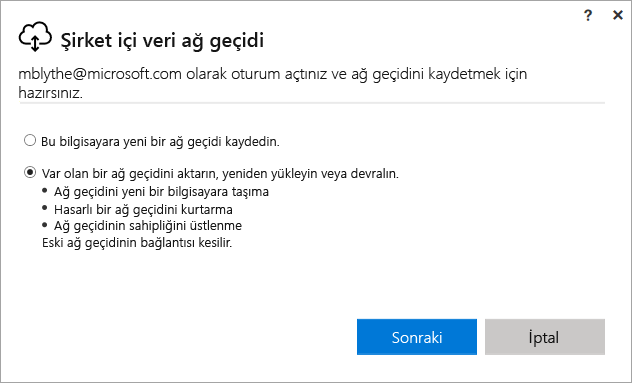 ? ×
Şirket içi veri ağ geçidi
mblythe@microsoft.com olarak oturum açtınız ve ağ geçidini kaydetmek için
hazırsınız.
Bu bilgisayara yeni bir ağ geçidi kaydedin.
Var olan bir ağ geçidini aktarın, yeniden yükleyin veya devralın.
• Ağ geçidini yeni bir bilgisayara taşıma
• Hasarlı bir ağ geçidini kurtarma
• Ağ geçidinin sahipliğini üstlenme
Eski ağ geçidinin bağlantısı kesilir.
Sonraki İptal